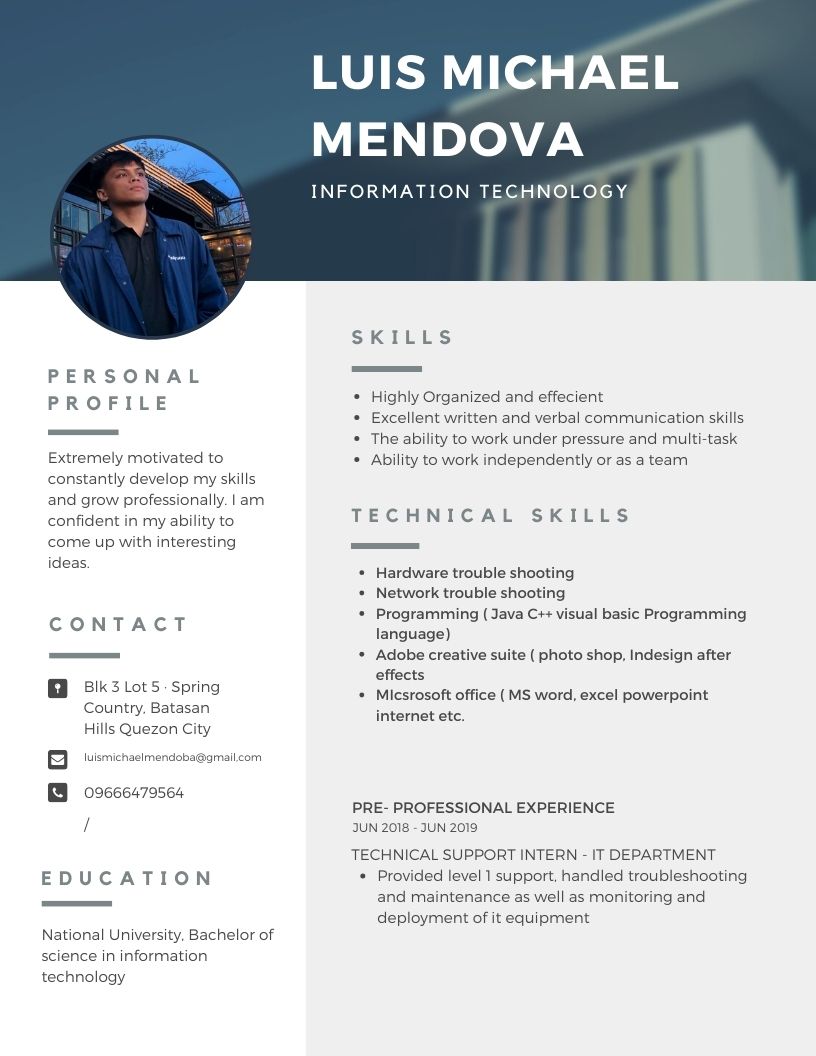 LUIS MICHAEL
MENDOVA
INFORMATION TECHNOLOGY
PERSONAL
PROFILE
Extremely motivated to
constantly develop my skills
and grow professionally. I am
confident in my ability to
come up with interesting
ideas.
CONTACT
Blk 3 Lot 5 · Spring
Country, Batasan
Hills Quezon City
luismichaelmendoba@gmail,com
09666479564
/
EDUCATION
National University, Bachelor of
science in information
technology
SKILLS
• Highly Organized and effecient
• Excellent written and verbal communication skills
• The ability to work under pressure and multi-task
• Ability to work independently or as a team
TECHNICAL SKILLS
• Hardware trouble shooting
• Network trouble shooting
• Programming ( Java C++ visual basic Programming
language)
• Adobe creative suite ( photo shop, Indesign after
effects
• MIcsrosoft office ( MS word, excel powerpoint
internet etc.
PRE- PROFESSIONAL EXPERIENCE
JUN 2018 - JUN 2019
TECHNICAL SUPPORT INTERN - IT DEPARTMENT
• Provided level 1 support, handled troubleshooting
and maintenance as well as monitoring and
deployment of it equipment